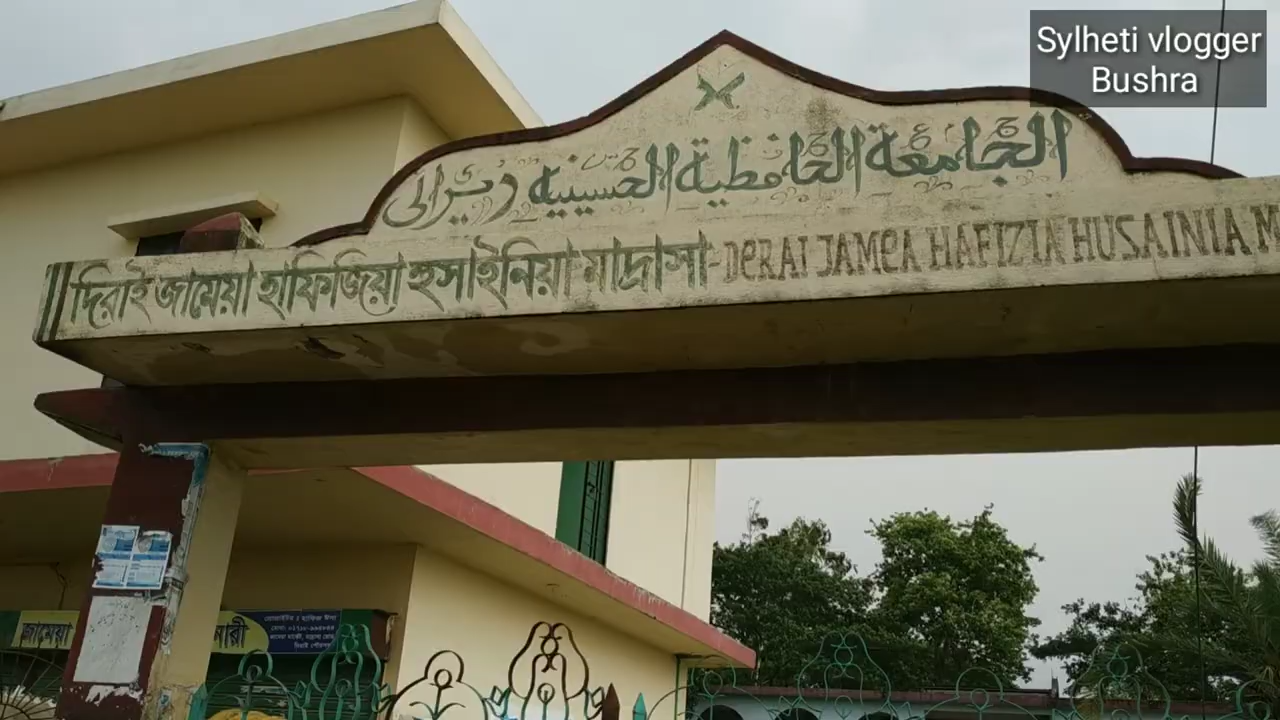 Sylheti vlogger
Bushra
الجامعة الحافظية الحسينية ديرائى
দিরাই জামেয়া হাফিজিয়া হুসাইনিয়া মাদ্রাসা-DERAI JAMEA HAFIZIA HUSAINIA M
জামেয়া
নারী